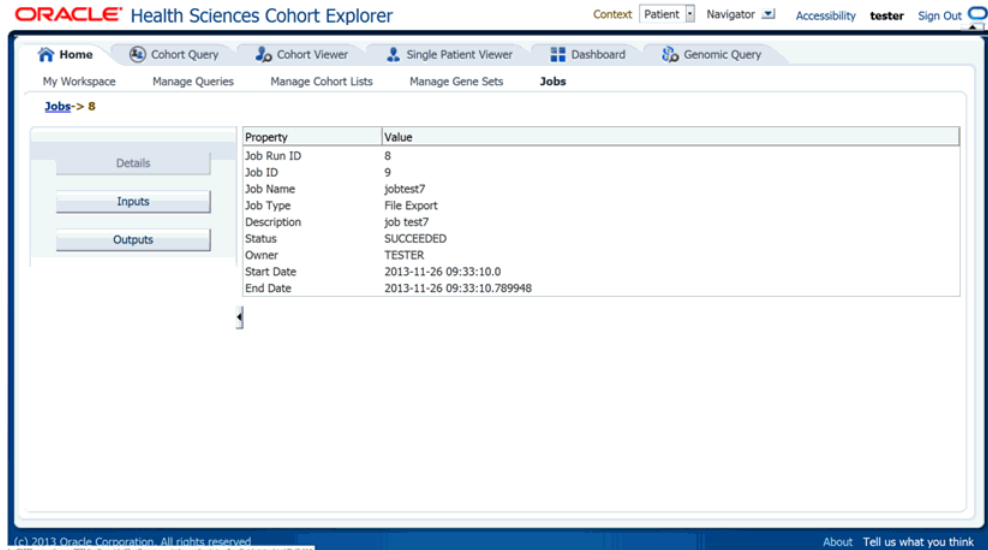 ORACLE Health Sciences Cohort Explorer Context Patient Navigator Accessibility tester Sign Out
Home Cohort Query Cohort Viewer Single Patient Viewer Dashboard Genomic Query
My Workspace Manage Queries Manage Cohort Lists Manage Gene Sets Jobs
Jobs-> 8
Details
Inputs
Outputs
Property Value
Job Run ID 8
Job ID 9
Job Name jobtest7
Job Type File Export
Description job test7
Status SUCCEEDED
Owner TESTER
Start Date 2013-11-26 09:33:10.0
End Date 2013-11-26 09:33:10.789948
(c) 2013 Oracle Corporation. All rights reserved About Tell us what you think